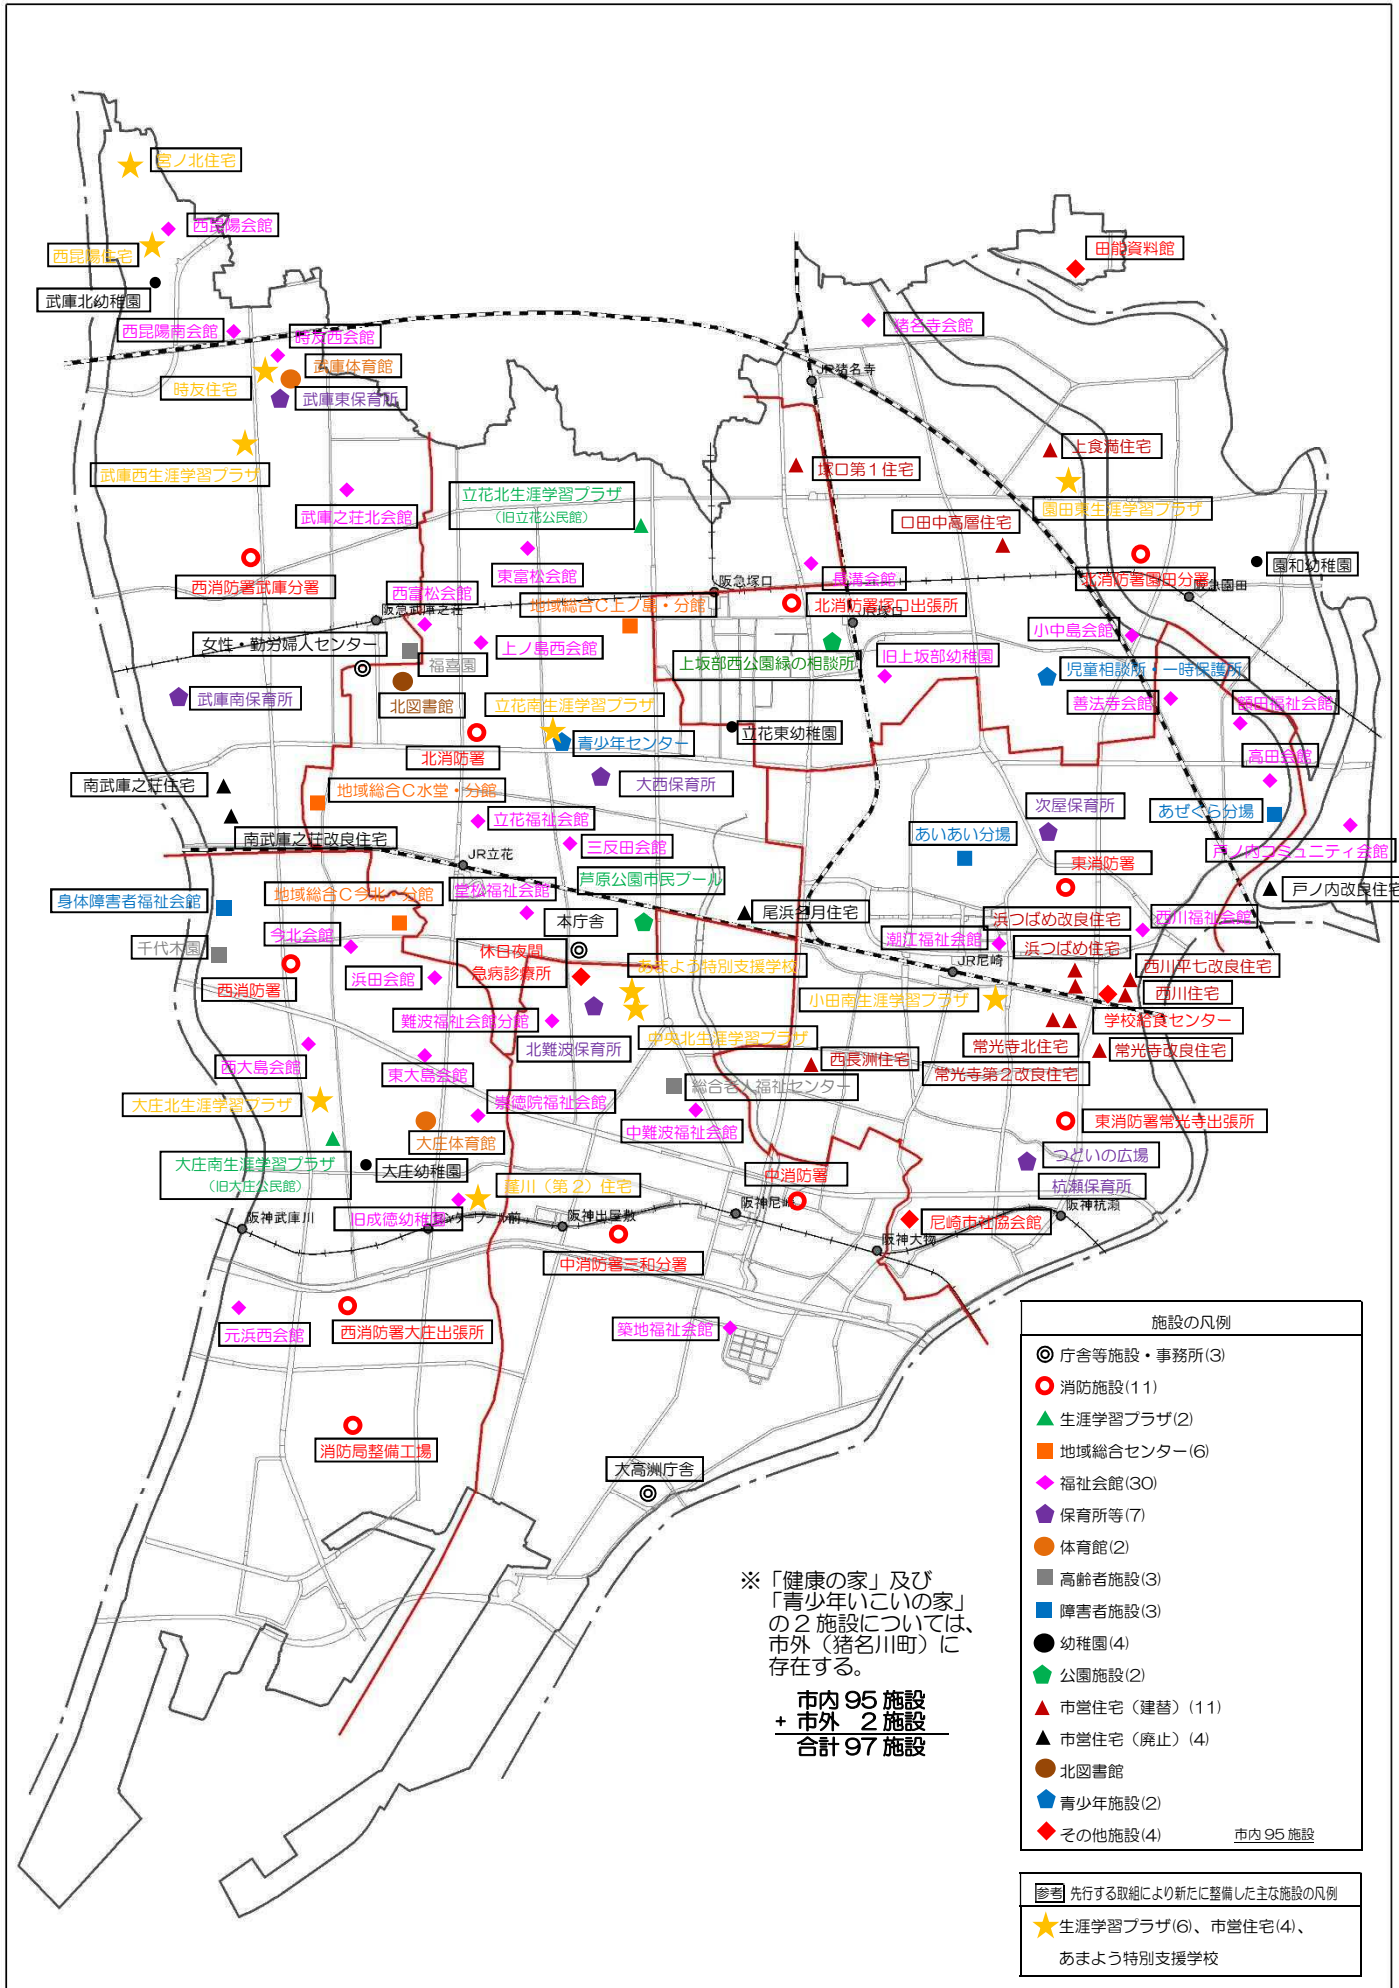 宮ノ北住宅
西昆陽会館
西昆陽住宅
武庫北幼稚園
田能資料館
西昆陽南会館
時友西会館
猪名寺会館
武庫体育館
時友住宅
武庫東保育所
JR猪名寺
武庫西生涯学習プラザ
塚口第1住宅
上食満住宅
立花北生涯学習プラザ
(旧立花公民館)
武庫之荘北会館
園田東生涯学習プラザ
口田中高層住宅
西消防署武庫分署
東富松会館
長溝会館
北消防署園田分署
園和幼稚園
西富松会館
阪急塚口
阪急園田
阪急武庫之荘
地域総合C上ノ島・分館
北消防署塚口出張所
JR塚口
女性・勤労婦人センター
上ノ島西会館
小中島会館
福喜園
上坂部西公園緑の相談所
旧上坂部幼稚園
児童相談所・一時保護所
武庫南保育所
北図書館
立花南生涯学習プラザ
善法寺会館
額田福祉会館
立花東幼稚園
北消防署
青少年センター
高田会館
南武庫之荘住宅
地域総合C水堂・分館
大西保育所
次屋保育所
あぜくら分場
立花福祉会館
あいあい分場
南武庫之荘改良住宅
三反田会館
戸ノ内コミュニティ会館
JR立花
東消防署
堂松福祉会館
芦原公園市民プール
戸ノ内改良住宅
身体障害者福祉会館
地域総合C今北・分館
本庁舎
尾浜名月住宅
浜つばめ改良住宅
西川福祉会館
今北会館
千代木園
休日夜間
急病診療所
潮江福祉会館
浜つばめ住宅
JR尼崎
あまよう特別支援学校
西川平七改良住宅
西消防署
浜田会館
小田南生涯学習プラザ
西川住宅
難波福祉会館分館
学校給食センター
中央北生涯学習プラザ
北難波保育所
常光寺北住宅
常光寺改良住宅
西大島会館
東大島会館
西長洲住宅
常光寺第2改良住宅
総合老人福祉センター
大庄北生涯学習プラザ
崇徳院福祉会館
中難波福祉会館
東消防署常光寺出張所
大庄体育館
大庄南生涯学習プラザ
(旧大庄公民館)
大庄幼稚園
つどいの広場
中消防署
杭瀬保育所
蓬川(第2)住宅
阪神武庫川
旧成徳幼稚園
阪神出屋敷
阪神尼崎
尼崎市社協会館
阪神杭瀬
阪神大物
中消防署三和分署
元浜西会館
西消防署大庄出張所
築地福祉会館
消防局整備工場
大高洲庁舎
※「健康の家」及び
「青少年いこいの家」
の2施設については、
市外(猪名川町)に
存在する。
市内 95 施設
+ 市外 2 施設
合計 97 施設
施設の凡例
庁舎等施設・事務所(3)
消防施設(11)
生涯学習プラザ(2)
地域総合センター(6)
福祉会館(30)
保育所等(7)
体育館(2)
高齢者施設(3)
障害者施設(3)
幼稚園(4)
公園施設(2)
市営住宅(建替)(11)
市営住宅(廃止)(4)
北図書館
青少年施設(2)
その他施設(4) 市内 95 施設
参考 先行する取組により新たに整備した主な施設の凡例
生涯学習プラザ(6)、市営住宅(4)、
あまよう特別支援学校